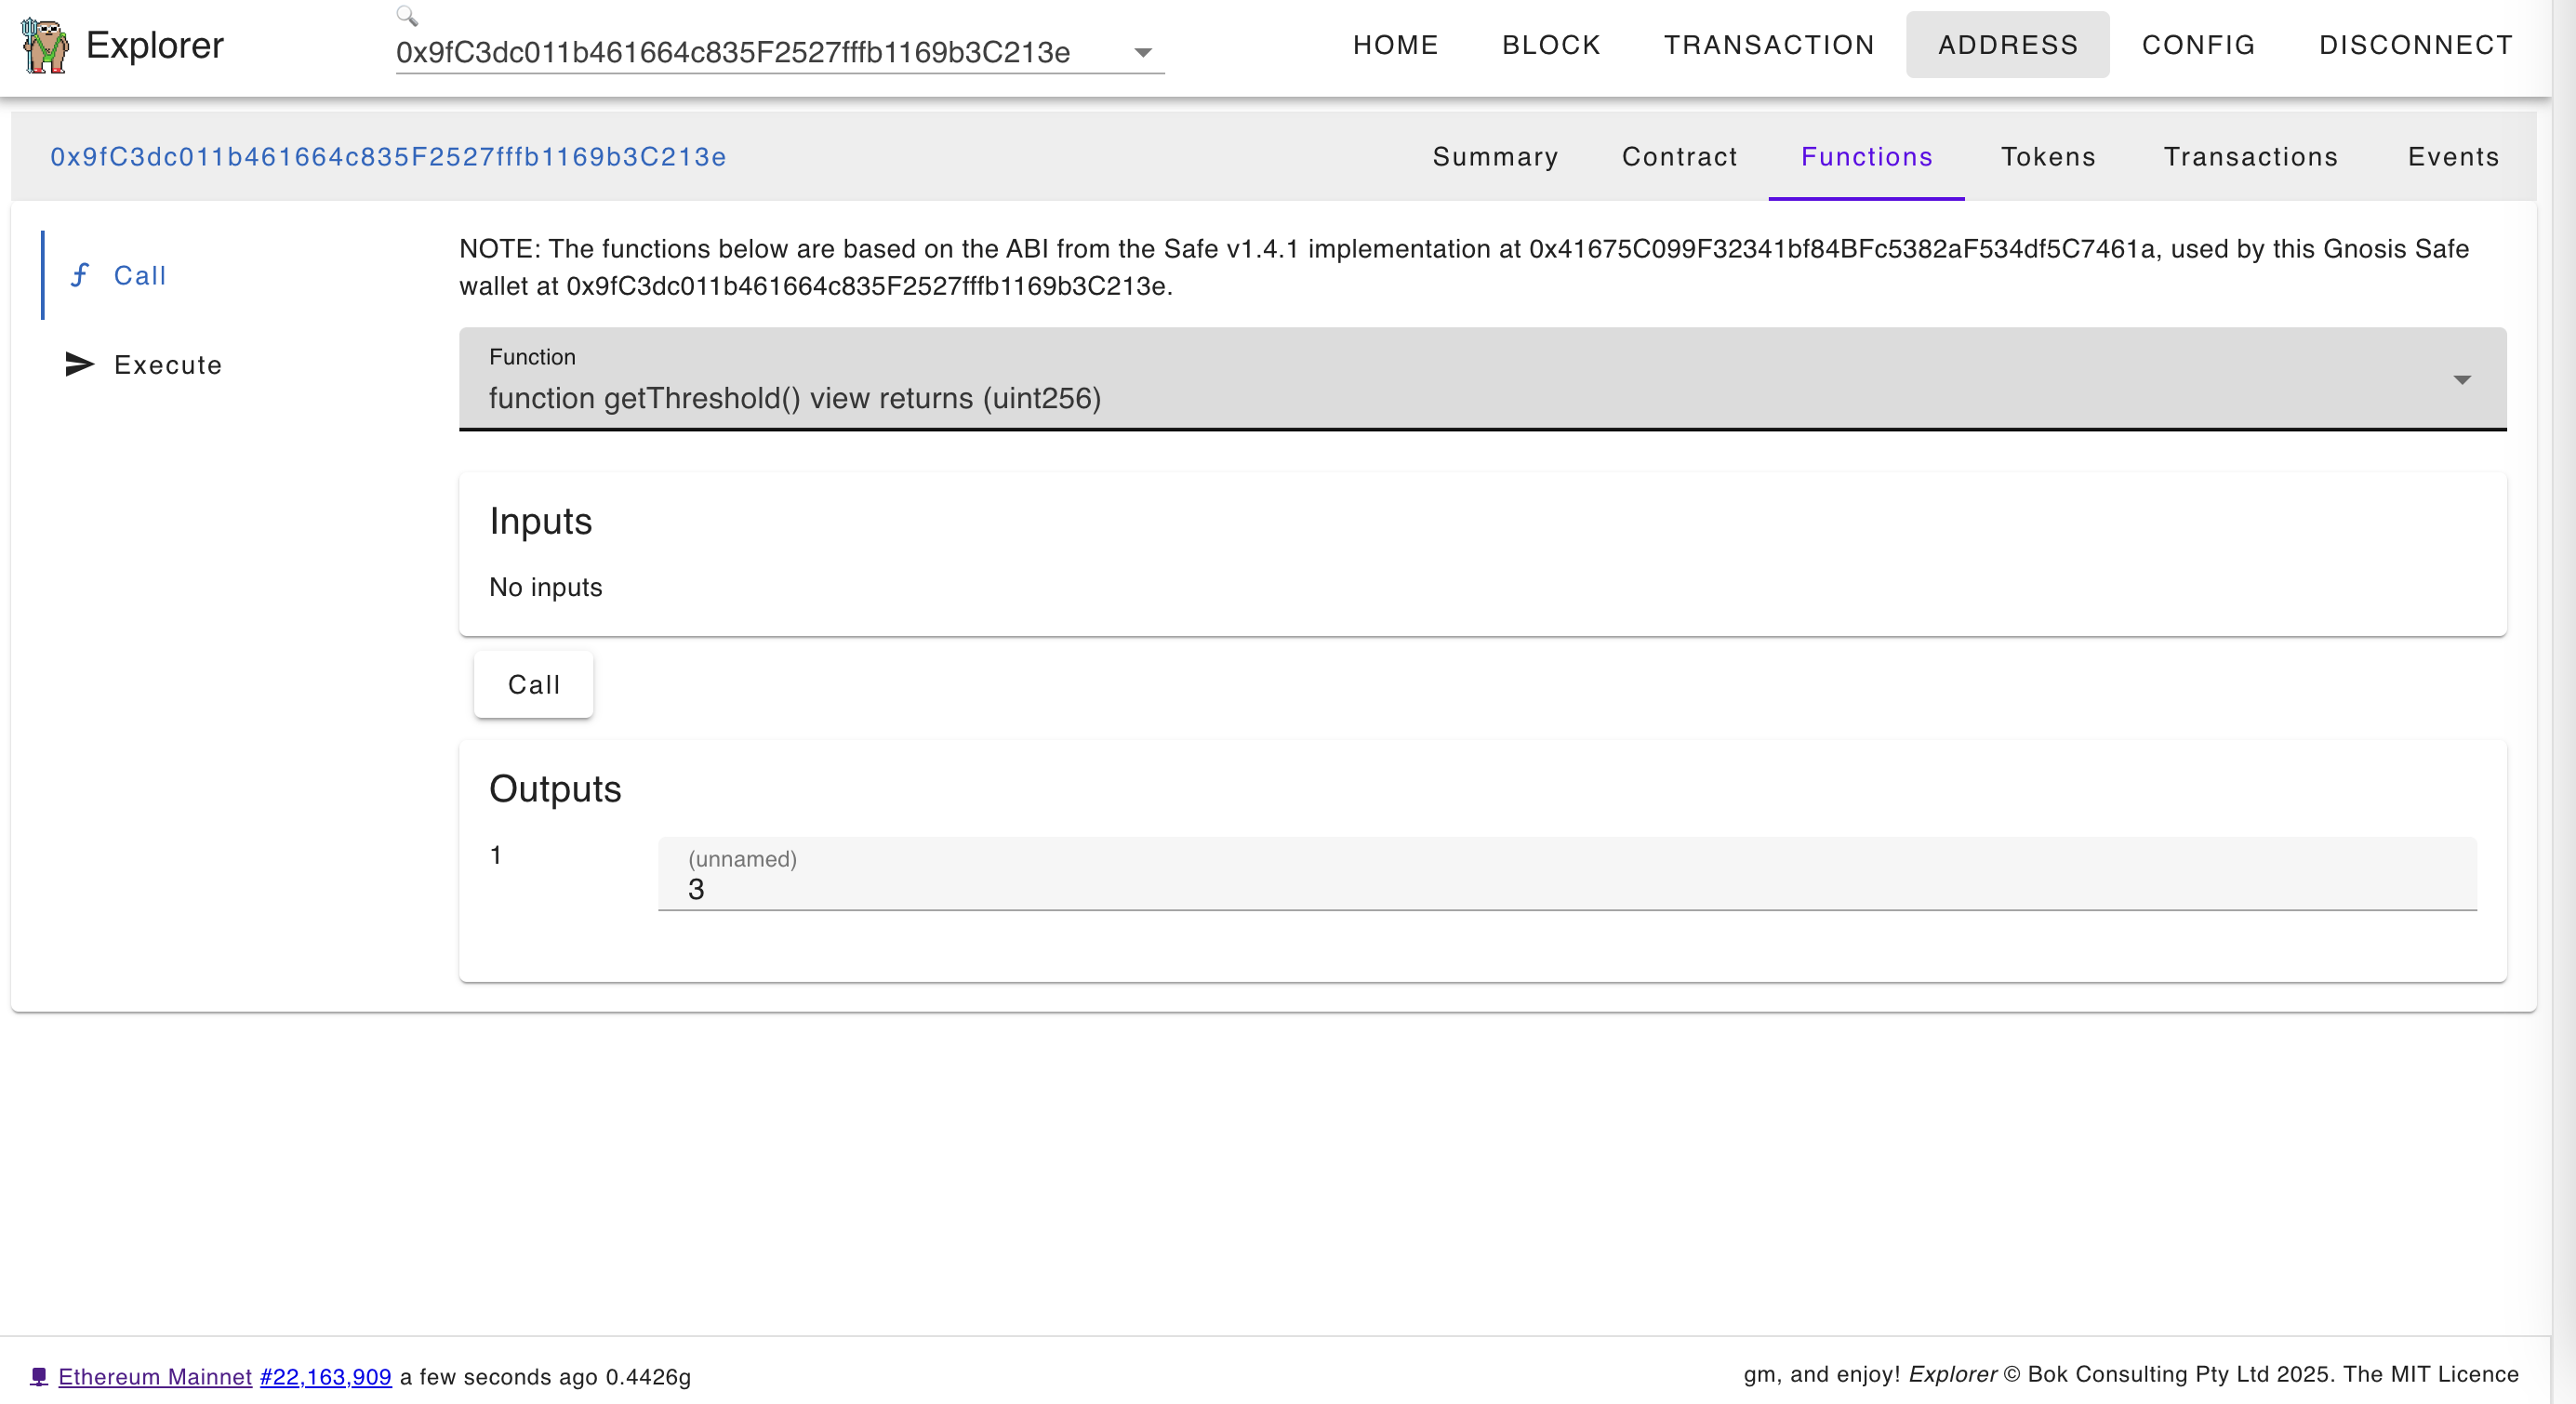 Explorer
0x9fC3dc011b461664c835F2527fffb1169b3C213e
HOME
BLOCK
TRANSACTION
ADDRESS
CONFIG
DISCONNECT
0x9fC3dc011b461664c835F2527fffb1169b3C213e
Summary
Contract
Functions
Tokens
Transactions
Events
Call
Execute
NOTE: The functions below are based on the ABI from the Safe v1.4.1 implementation at 0x41675C099F32341bf84BFc5382aF534df5C7461a, used by this Gnosis Safe
wallet at 0x9fC3dc011b461664c835F2527fffb1169b3C213e.
Function
function getThreshold() view returns (uint256)
Inputs
No inputs
Call
Outputs
1
(unnamed)
3
Ethereum Mainnet #22,163,909 a few seconds ago 0.4426g
gm, and enjoy! Explorer © Bok Consulting Pty Ltd 2025. The MIT Licence